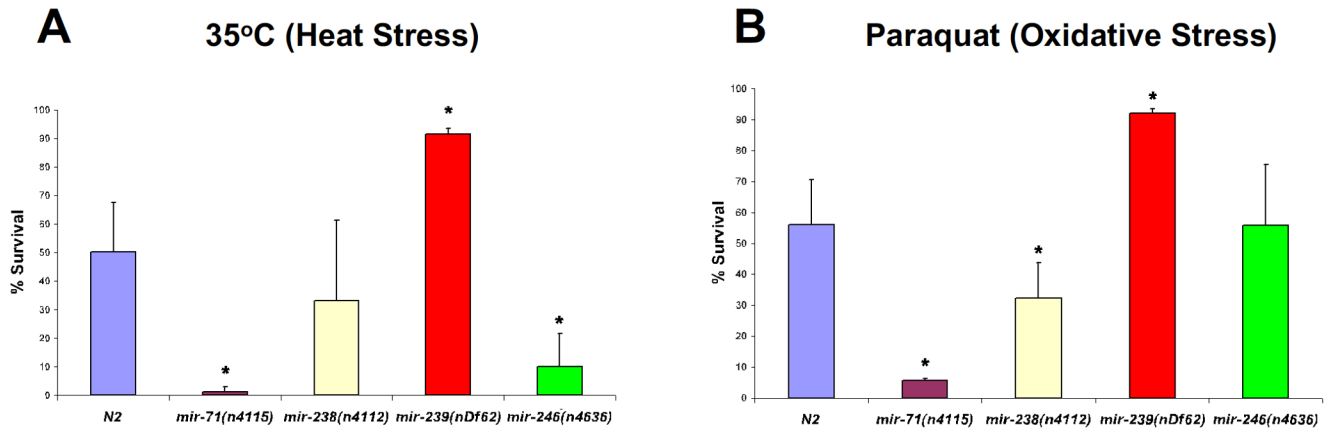 A
35ºC (Heat Stress)
% Survival
100
90
80
70
60
50
40
30
20
10
0
*
*
*
N2
mir-71(n4115)
mir-238(n4112)
mir-239(nDf62)
mir-246(n4636)
B
Paraquat (Oxidative Stress)
% Survival
100
90
80
70
60
50
40
30
20
10
0
*
*
*
N2
mir-71(n4115)
mir-238(n4112)
mir-239(nDf62)
mir-246(n4636)